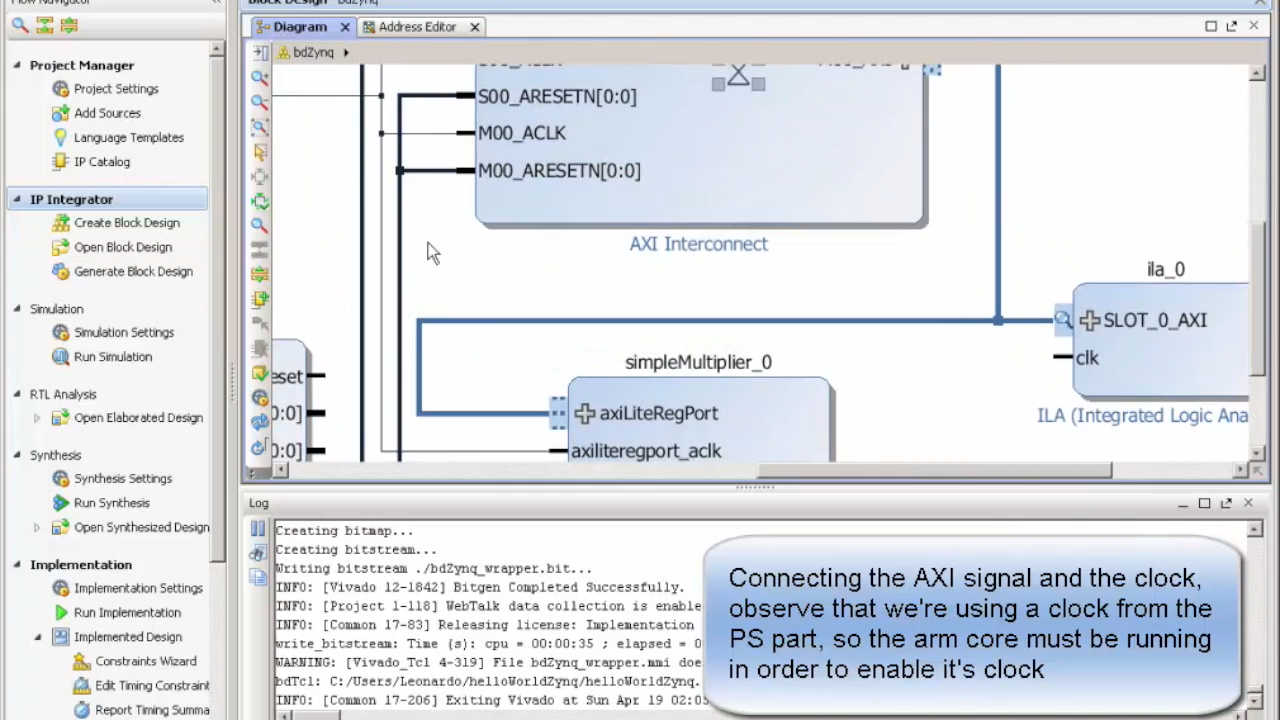 Flow Navigator
Block Design - bdZynq
Diagram
Address Editor
bdZynq
Project Manager
Project Settings
Add Sources
Language Templates
IP Catalog
IP Integrator
Create Block Design
Open Block Design
Generate Block Design
Simulation
Simulation Settings
Run Simulation
RTL Analysis
Open Elaborated Design
Synthesis
Synthesis Settings
Run Synthesis
Open Synthesized Design
Implementation
Implementation Settings
Run Implementation
Implemented Design
Constraints Wizard
Edit Timing Constraint
Report Timing Summa
S00_ARESETN[0:0]
M00_ACLK
M00_ARESETN[0:0]
AXI Interconnect
ila_0
SLOT_0_AXI
clk
ILA (Integrated Logic Ana
simpleMultiplier_0
axiLiteRegPort
axiliteregport_aclk
eset
0:0]
0:0]
Log
Creating bitmap...
Creating bitstream...
Writing bitstream ./bdZynq_wrapper.bit...
INFO: [Vivado 12-1842] Bitgen Completed Successfully.
INFO: [Project 1-118] WebTalk data collection is enable
INFO: [Common 17-83] Releasing license: Implementation
write_bitstream: Time (s): cpu = 00:00:35 ; elapsed = 0
WARNING: [Vivado_Tcl 4-319] File bdZynq_wrapper.mmi doe
bdTcl: C:/Users/Leonardo/helloWorldZynq/helloWorldZynq.
INFO: [Common 17-206] Exiting Vivado at Sun Apr 19 02:05
Connecting the AXI signal and the clock,
observe that we're using a clock from the
PS part, so the arm core must be running
in order to enable it's clock